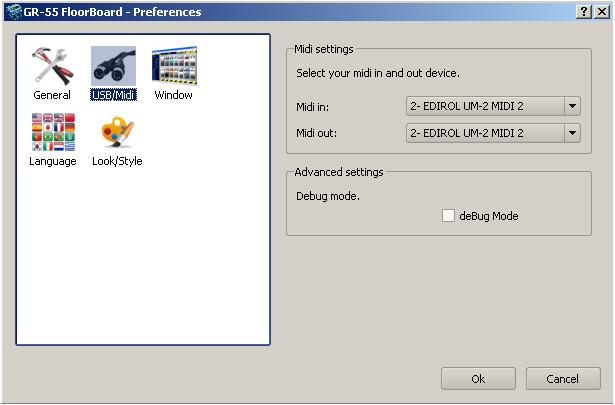 GR-55 FloorBoard - Preferences
General
USB/Midi
Window
Language
Look/Style
Midi settings
Select your midi in and out device.
Midi in:
2- EDIROL UM-2 MIDI 2
Midi out:
2- EDIROL UM-2 MIDI 2
Advanced settings
Debug mode.
deBug Mode
Ok
Cancel